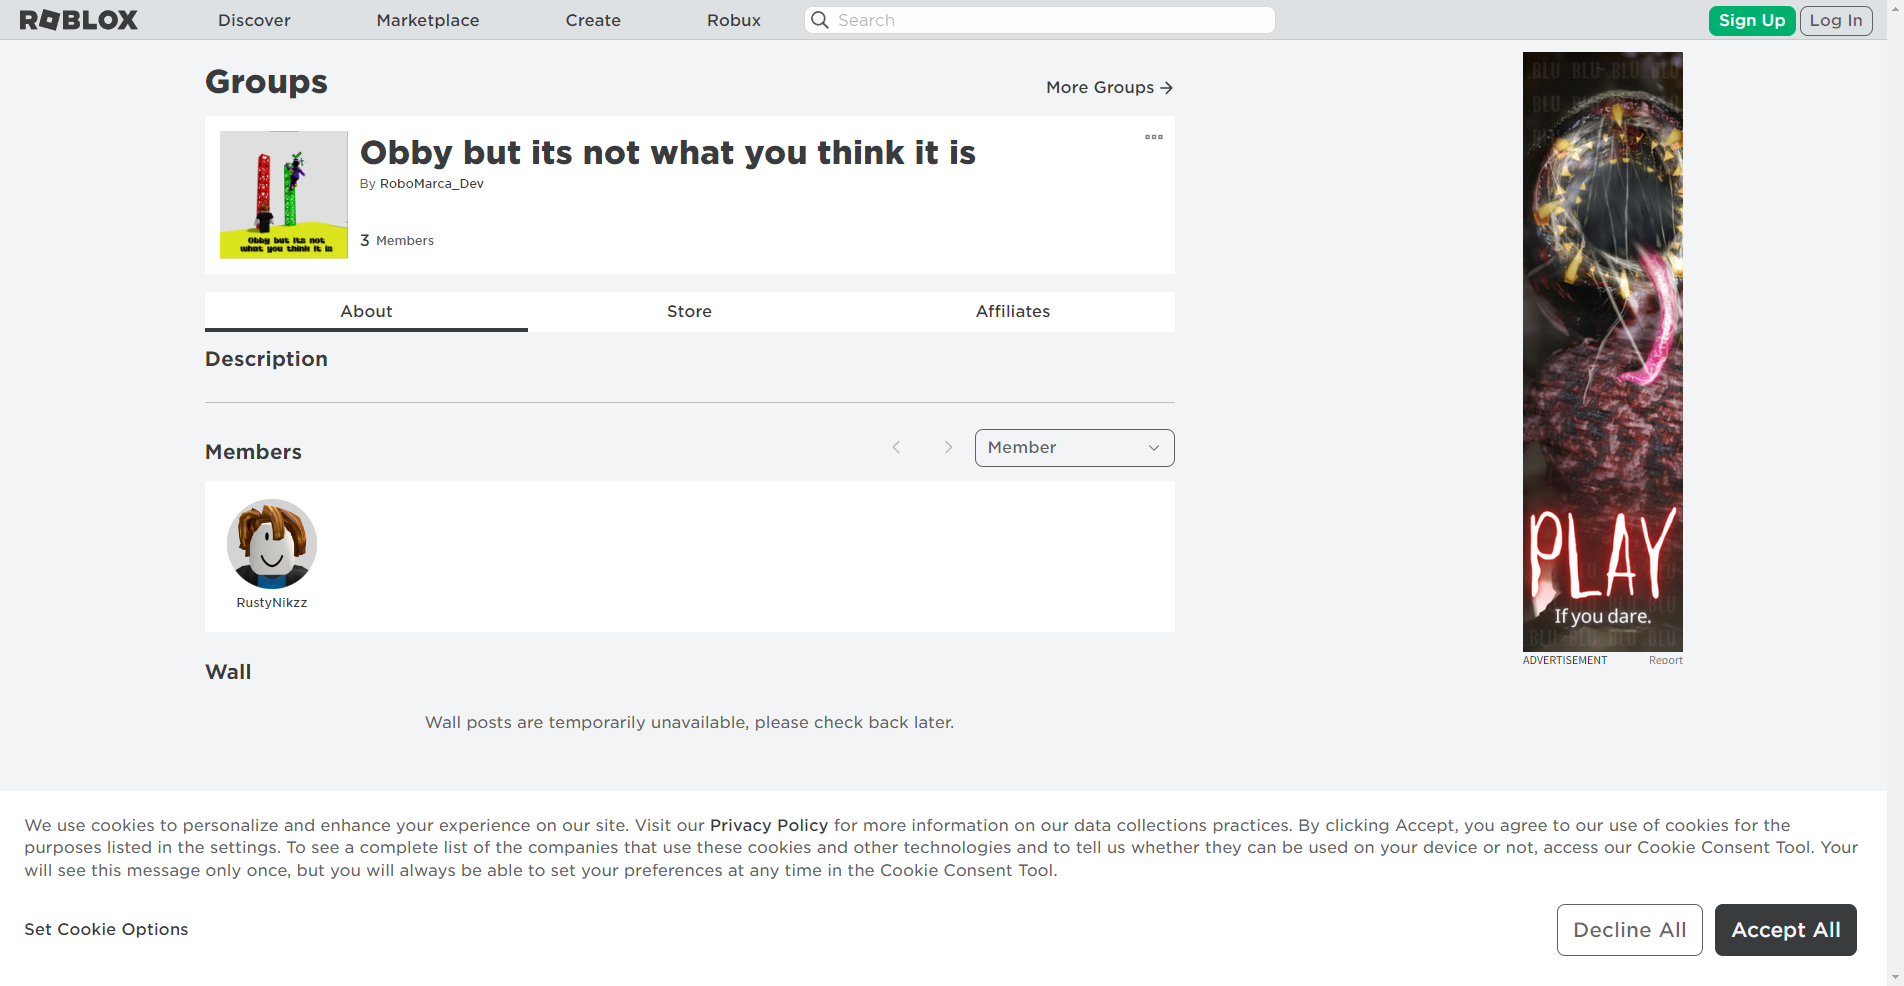 ROBLOX
Discover
Marketplace
Create
Robux
Search
Sign Up
Log In
Groups
More Groups →
Obby but its not what you think it is
By RoboMarca_Dev
3 Members
Obby but its not
what you think it is
About
Store
Affiliates
Description
Members
Member
RustyNikzz
Wall
Wall posts are temporarily unavailable, please check back later.
BLU BLU BLU BLU
PLAY
If you dare.
BLU BLU BLU BLU
ADVERTISEMENT
Report
We use cookies to personalize and enhance your experience on our site. Visit our Privacy Policy for more information on our data collections practices. By clicking Accept, you agree to our use of cookies for the
purposes listed in the settings. To see a complete list of the companies that use these cookies and other technologies and to tell us whether they can be used on your device or not, access our Cookie Consent Tool. Your
will see this message only once, but you will always be able to set your preferences at any time in the Cookie Consent Tool.
Set Cookie Options
Decline All
Accept All